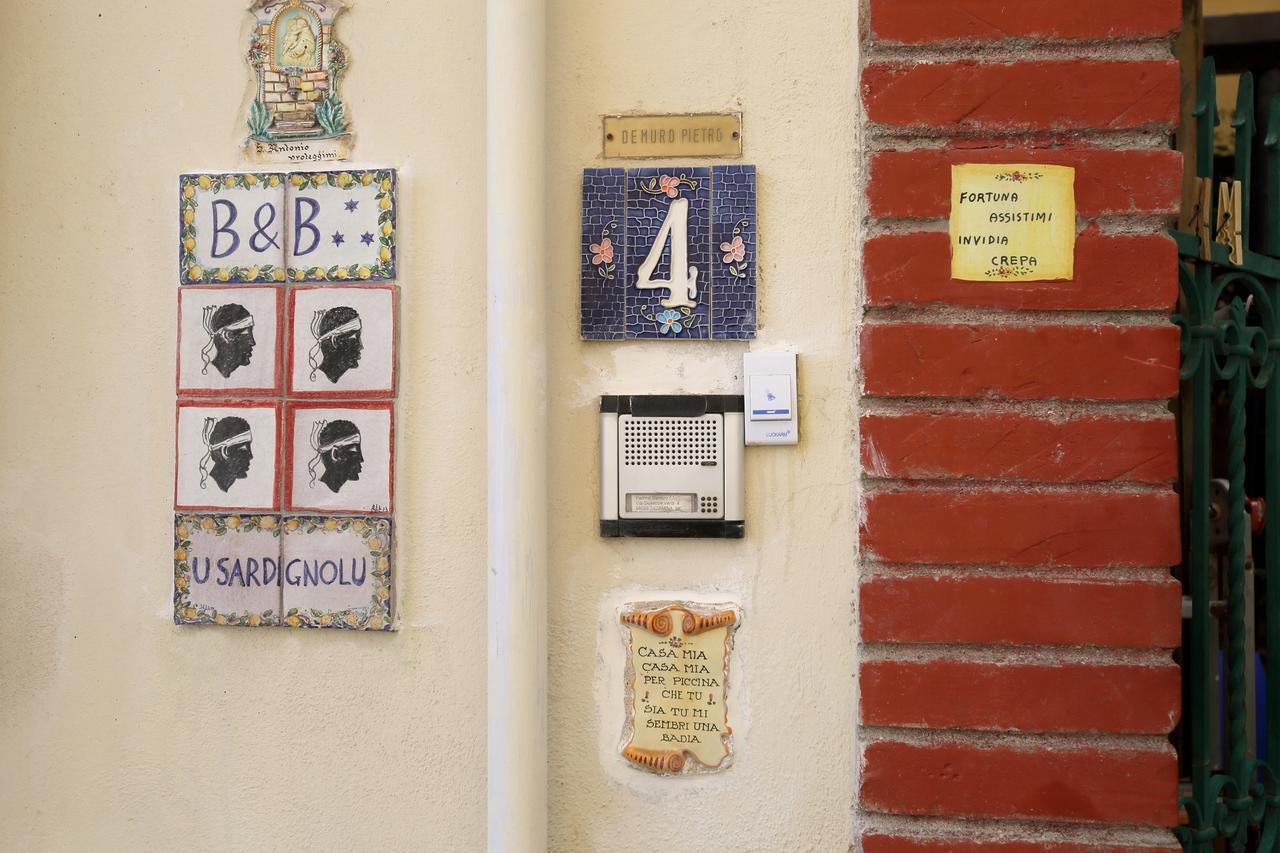 S. Antonio
proteggimi
B & B
U SARDIGNOLU
DEMURO PIETRO
4
LUCKARM
CASA MIA
CASA MIA
PER PICCINA
CHE TU
SIA TU MI
SEMBRI UNA
BADIA
FORTUNA
ASSISTIMI
INVIDIA
CREPA